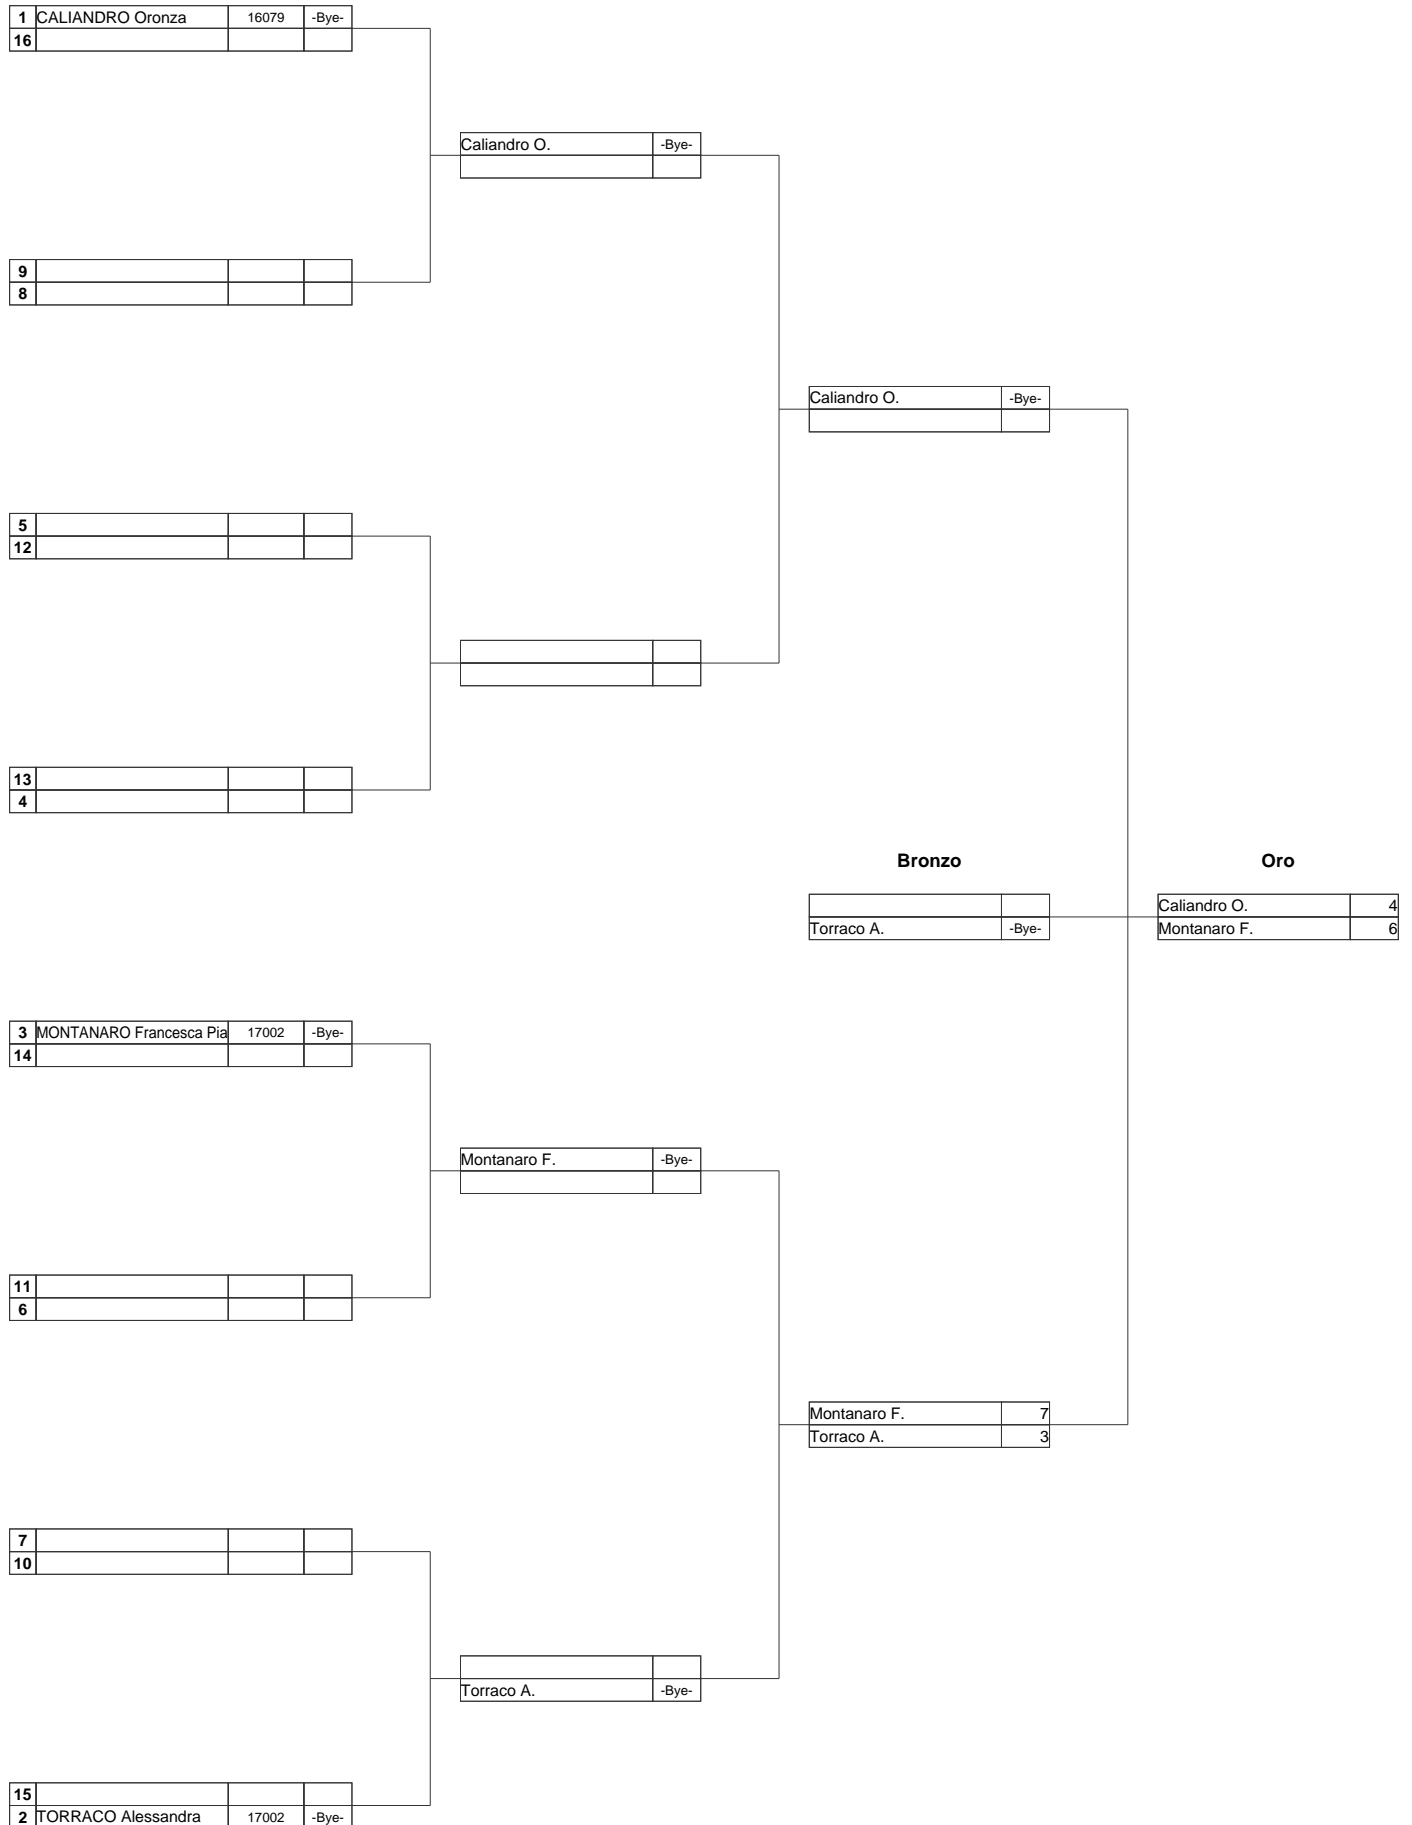 1 CALIANDRO Oronza 16079 -Bye-
16
Caliandro O. -Bye-
9
8
Caliandro O. -Bye-
5
12
13
4
Bronzo Oro
Caliandro O. 4
Torraco A. -Bye- Montanaro F. 6
3 MONTANARO Francesca Pia 17002 -Bye-
14
Montanaro F. -Bye-
11
6
Montanaro F. 7
Torraco A. 3
7
10
Torraco A. -Bye-
15
2 TORRACO Alessandra 17002 -Bye-